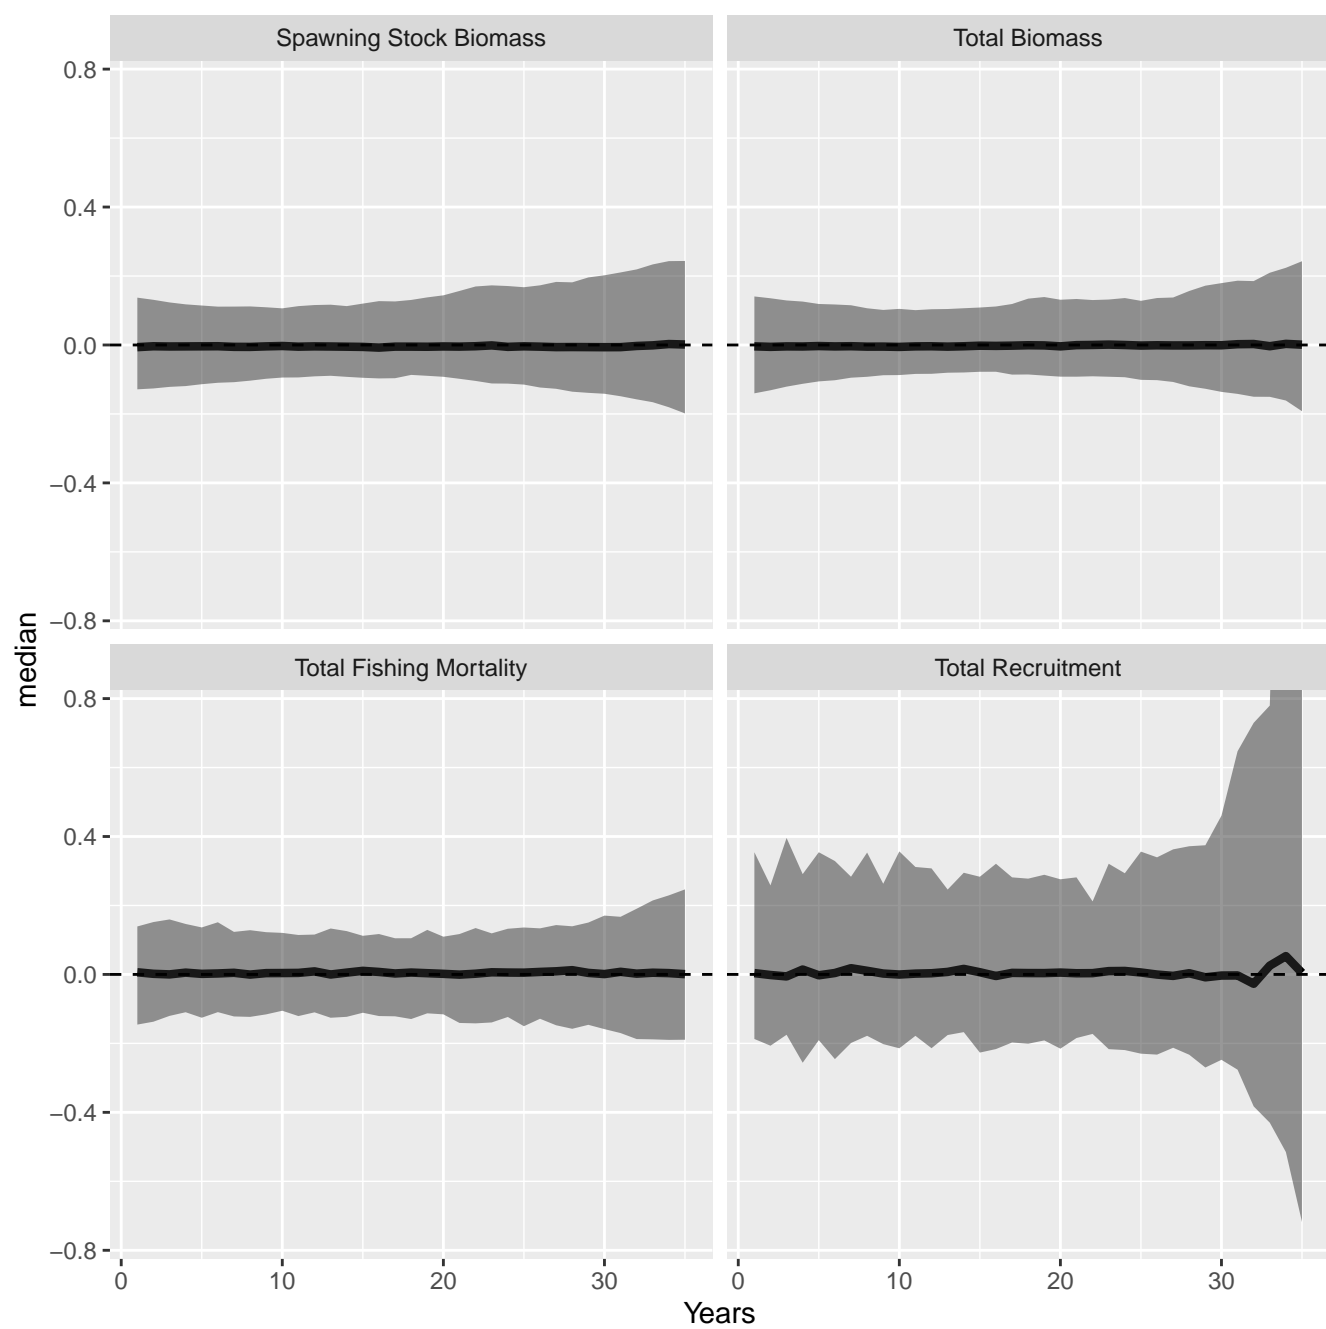 Spawning Stock Biomass
Total Biomass
0.8
0.4
0.0
−0.4
−0.8
median
Total Fishing Mortality
Total Recruitment
0.8
0.4
0.0
−0.4
−0.8
0 10 20 30
0 10 20 30
Years